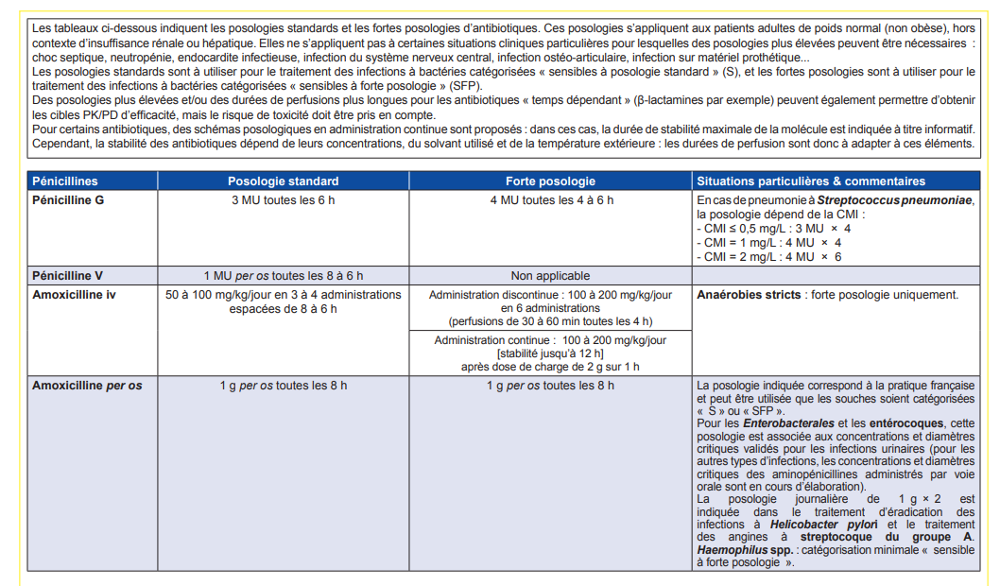 Les tableaux ci-dessous indiquent les posologies standards et les fortes posologies d'antibiotiques. Ces posologies s'appliquent aux patients adultes de poids normal (non obèse), hors
contexte d'insuffisance rénale ou hépatique. Elles ne s'appliquent pas à certaines situations cliniques particulières pour lesquelles des posologies plus élevées peuvent être nécessaires :
choc septique, neutropénie, endocardite infectieuse, infection du système nerveux central, infection ostéo-articulaire, infection sur matériel prothétique...
Les posologies standards sont à utiliser pour le traitement des infections à bactéries catégorisées « sensibles à posologie standard » (S), et les fortes posologies sont à utiliser pour le
traitement des infections à bactéries catégorisées « sensibles à forte posologie » (SFP).
Des posologies plus élevées et/ou des durées de perfusions plus longues pour les antibiotiques « temps dépendant » (β-lactamines par exemple) peuvent également permettre d'obtenir
les cibles PK/PD d'efficacité, mais le risque de toxicité doit être pris en compte.
Pour certains antibiotiques, des schémas posologiques en administration continue sont proposés : dans ces cas, la durée de stabilité maximale de la molécule est indiquée à titre informatif.
Cependant, la stabilité des antibiotiques dépend de leurs concentrations, du solvant utilisé et de la température extérieure : les durées de perfusion sont donc à adapter à ces éléments.
Pénicillines Posologie standard Forte posologie Situations particulières & commentaires
Pénicilline G 3 MU toutes les 6 h 4 MU toutes les 4 à 6 h En cas de pneumonie à Streptococcus pneumoniae,
la posologie dépend de la CMI :
- CMI ≤ 0,5 mg/L : 3 MU × 4
- CMI = 1 mg/L : 4 MU × 4
- CMI = 2 mg/L : 4 MU × 6
Pénicilline V 1 MU per os toutes les 8 à 6 h Non applicable
Amoxicilline iv 50 à 100 mg/kg/jour en 3 à 4 administrations
espacées de 8 à 6 h
Administration discontinue : 100 à 200 mg/kg/jour
en 6 administrations
(perfusions de 30 à 60 min toutes les 4 h)
Administration continue : 100 à 200 mg/kg/jour
[stabilité jusqu'à 12 h]
après dose de charge de 2 g sur 1 h
Anaérobies stricts : forte posologie uniquement.
Amoxicilline per os 1 g per os toutes les 8 h 1 g per os toutes les 8 h
La posologie indiquée correspond à la pratique française
et peut être utilisée que les souches soient catégorisées
« S » ou « SFP ».
Pour les Enterobacterales et les entérocoques, cette
posologie est associée aux concentrations et diamètres
critiques validés pour les infections urinaires (pour les
autres types d'infections, les concentrations et diamètres
critiques des aminopénicillines administrés par voie
orale sont en cours d'élaboration).
La posologie journalière de 1 g × 2 est
indiquée dans le traitement d'éradication des
infections à Helicobacter pylori et le traitement
des angines à streptocoque du groupe A.
Haemophilus spp. : catégorisation minimale « sensible
à forte posologie ».